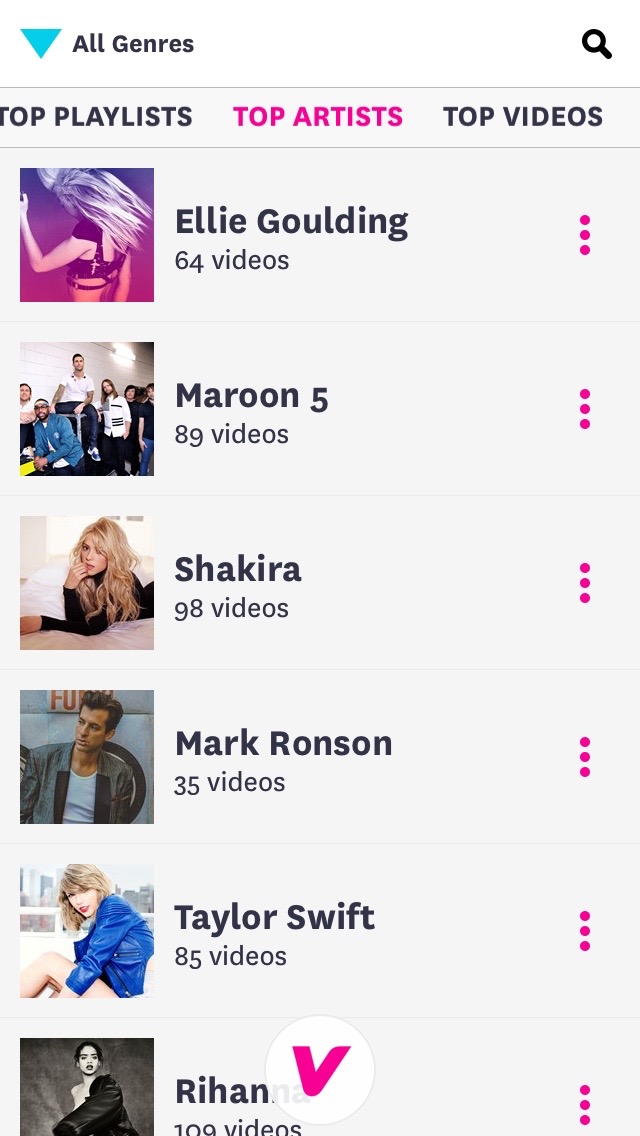 All Genres
TOP PLAYLISTS TOP ARTISTS TOP VIDEOS
Ellie Goulding
64 videos
Maroon 5
89 videos
Shakira
98 videos
Mark Ronson
35 videos
Taylor Swift
85 videos
Rihanna
109 videos